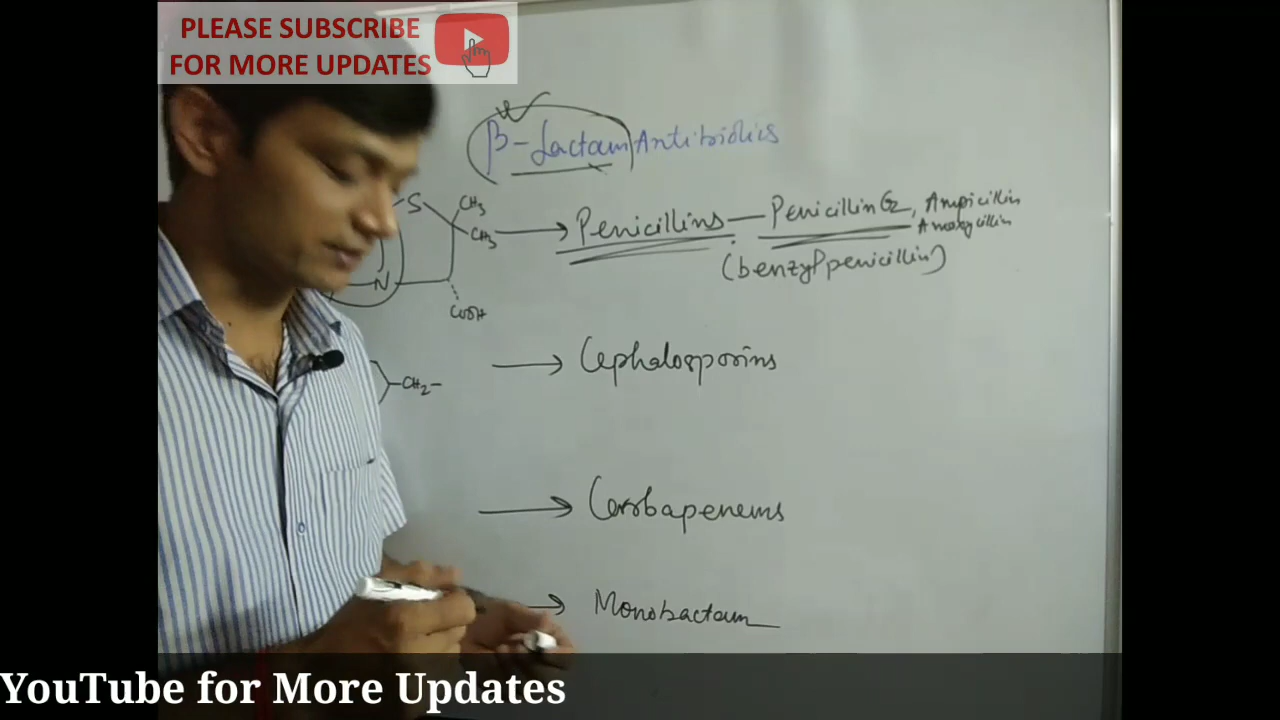 PLEASE SUBSCRIBE
FOR MORE UPDATES
β-Lactam Antibiotics
S CH3
CH3 → Penicillins — Penicillin G, Ampicillin
Amoxycillin
N
COOH
(benzylpenicillin)
→ Cephalosporins
-CH2-
→ Carbapenems
→ Monobactam
YouTube for More Updates